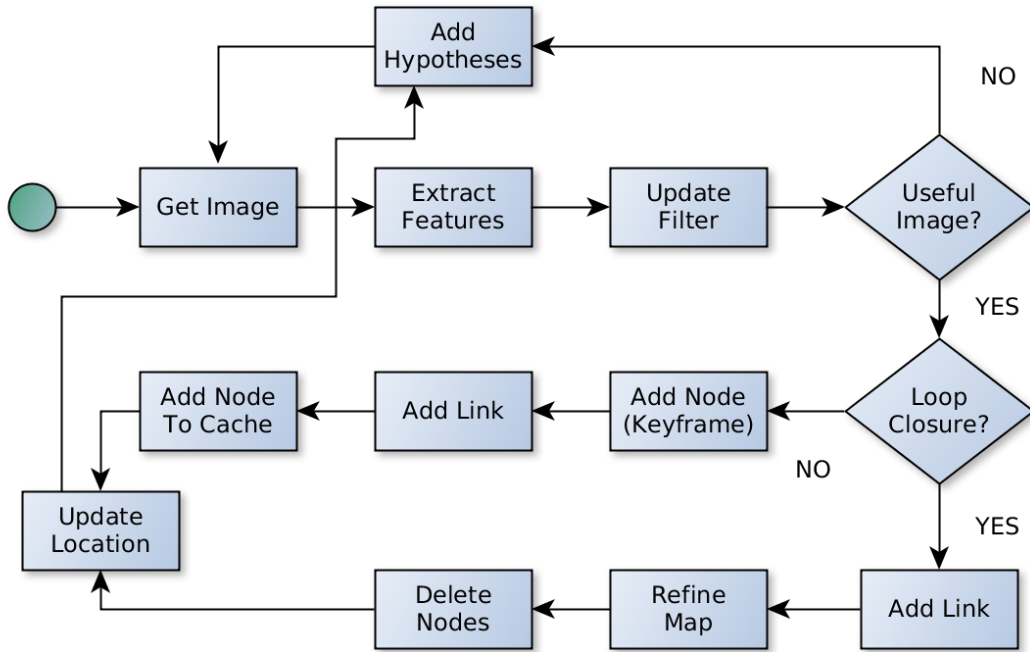 Add
Hypotheses
NO
Get Image
Extract
Features
Update
Filter
Useful
Image?
YES
Add Node
To Cache
Add Link
Add Node
(Keyframe)
Loop
Closure?
NO
Update
Location
YES
Delete
Nodes
Refine
Map
Add Link